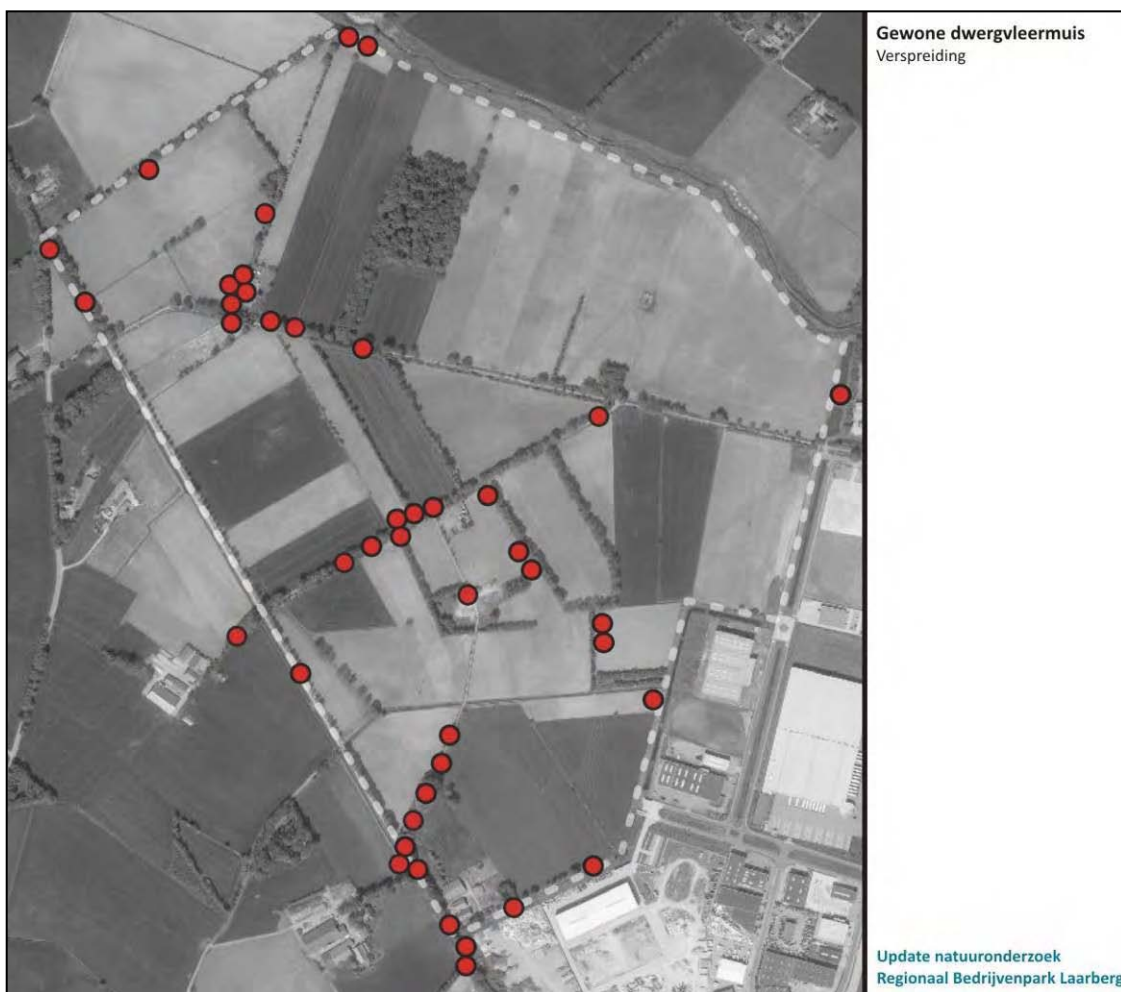 Gewone dwergvleermuis
Verspreiding
Update natuuronderzoek
Regionaal Bedrijvenpark Laarberg